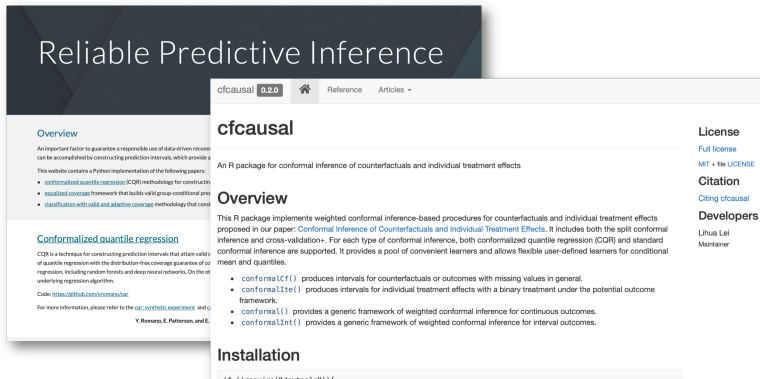 Reliable Predictive Inference
Overview
An important factor to guarantee a responsible use of data-driven recomm
can be accomplished by constructing prediction intervals, which provide a
This website contains a Python implementation of the following papers:
conformalized quantile regression (CQR) methodology for constructing
equalized coverage framework that builds valid group-conditional pre
classification with valid and adaptive coverage methodology that const
Conformalized quantile regression
CQR is a technique for constructing prediction intervals that attain valid c
of quantile regression with the distribution-free coverage guarantee of co
regression, including random forests and deep neural networks. On the ot
underlying regression algorithm.
Code: https://github.com/yromano/cqr
For more information, please refer to the cqr: synthetic experiment and c
Y. Romano, E. Patterson, and E.
cfcausal 0.2.0 Reference Articles
cfcausal
An R package for conformal inference of counterfactuals and individual treatment effects
Overview
This R package implements weighted conformal inference-based procedures for counterfactuals and individual treatment effects
proposed in our paper: Conformal Inference of Counterfactuals and Individual Treatment Effects. It includes both the split conformal
inference and cross-validation+. For each type of conformal inference, both conformalized quantile regression (CQR) and standard
conformal inference are supported. It provides a pool of convenient learners and allows flexible user-defined learners for conditional
mean and quantiles.
conformalCf() produces intervals for counterfactuals or outcomes with missing values in general.
conformalIte() produces intervals for individual treatment effects with a binary treatment under the potential outcome
framework.
conformal() provides a generic framework of weighted conformal inference for continuous outcomes.
conformalInt() provides a generic framework of weighted conformal inference for interval outcomes.
Installation
License
Full license
MIT + file LICENSE
Citation
Citing cfcausal
Developers
Lihua Lei
Maintainer